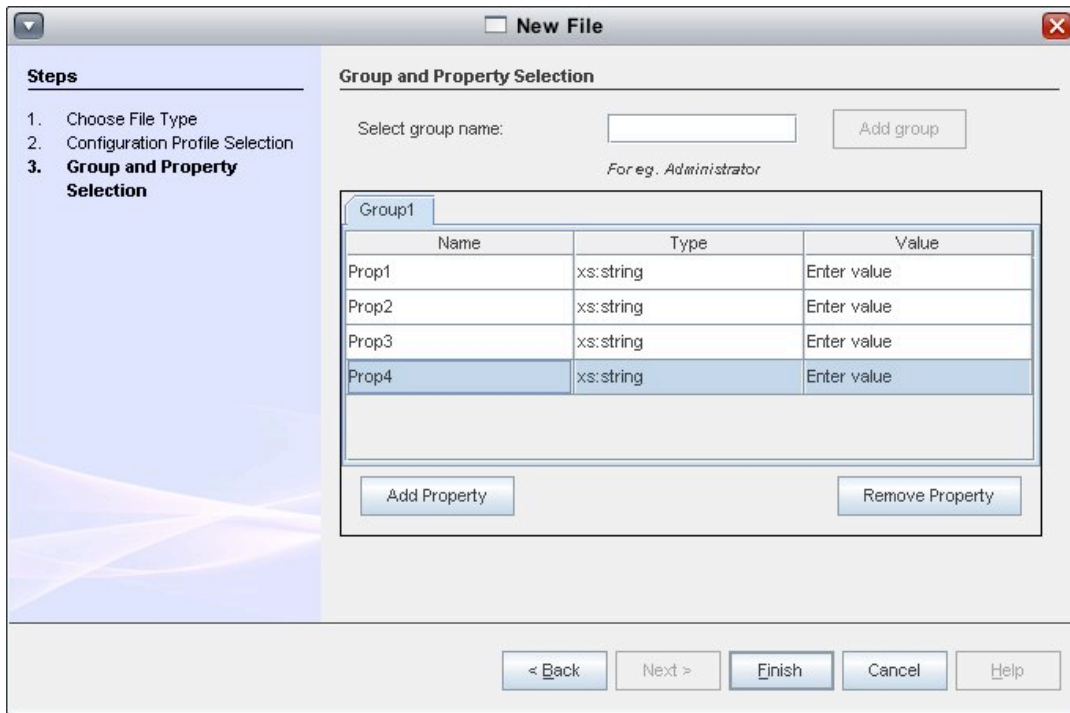 New File
Steps
1. Choose File Type
2. Configuration Profile Selection
3. Group and Property
Selection
Group and Property Selection
Select group name:
Add group
For eg. Administrator
Group1
Name Type Value
Prop1 xs:string Enter value
Prop2 xs:string Enter value
Prop3 xs:string Enter value
Prop4 xs:string Enter value
Add Property Remove Property
< Back Next > Finish Cancel Help